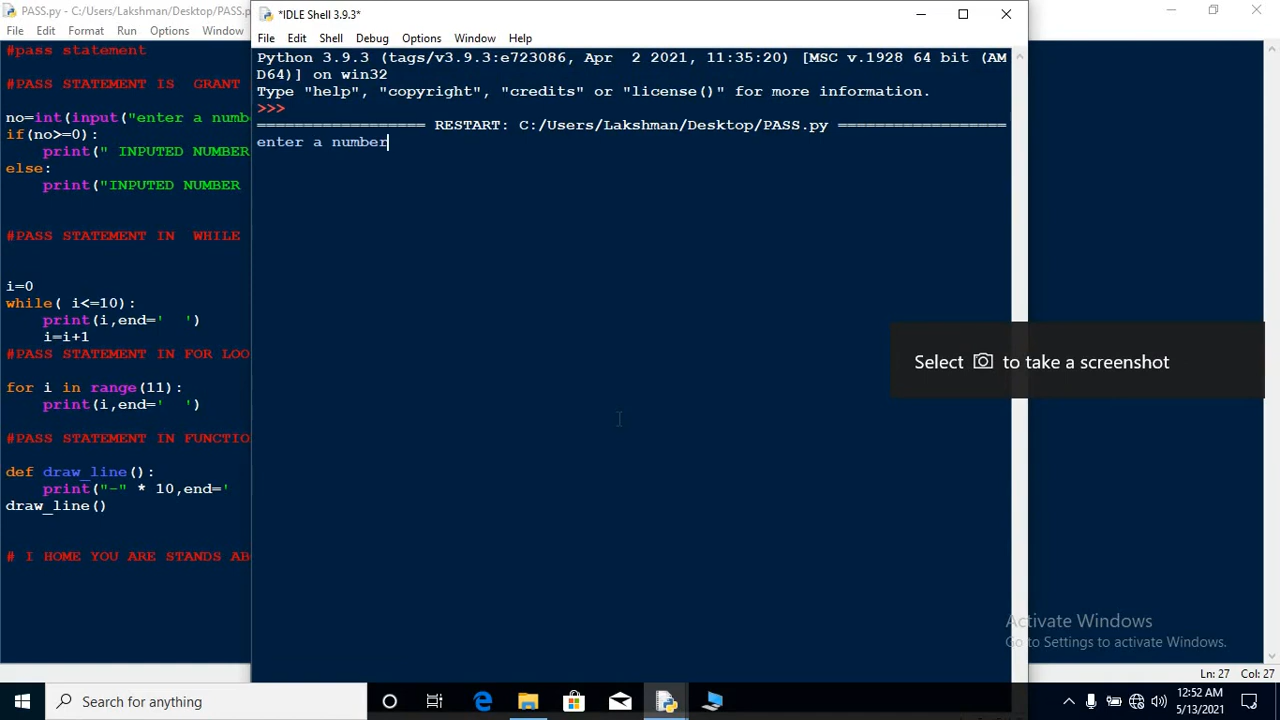 PASS.py - C:/Users/Lakshman/Desktop/PASS.p
File Edit Format Run Options Window
#pass statement
#PASS STATEMENT IS GRANT
no=int(input("enter a numbe
if(no>=0):
print(" INPUTED NUMBER
else:
print("INPUTED NUMBER
#PASS STATEMENT IN WHILE
i=0
while( i<=10):
print(i,end='  ')
i=i+1
#PASS STATEMENT IN FOR LOO
for i in range(11):
print(i,end='  ')
#PASS STATEMENT IN FUNCTIO
def draw_line():
print("-" * 10,end='
draw_line()
# I HOME YOU ARE STANDS AB
*IDLE Shell 3.9.3*
File Edit Shell Debug Options Window Help
Python 3.9.3 (tags/v3.9.3:e723086, Apr  2 2021, 11:35:20) [MSC v.1928 64 bit (AM
D64)] on win32
Type "help", "copyright", "credits" or "license()" for more information.
>>>
================== RESTART: C:/Users/Lakshman/Desktop/PASS.py ==================
enter a number
Select to take a screenshot
Activate Windows
Go to Settings to activate Windows.
Ln: 27 Col: 27
Search for anything
12:52 AM
5/13/2021